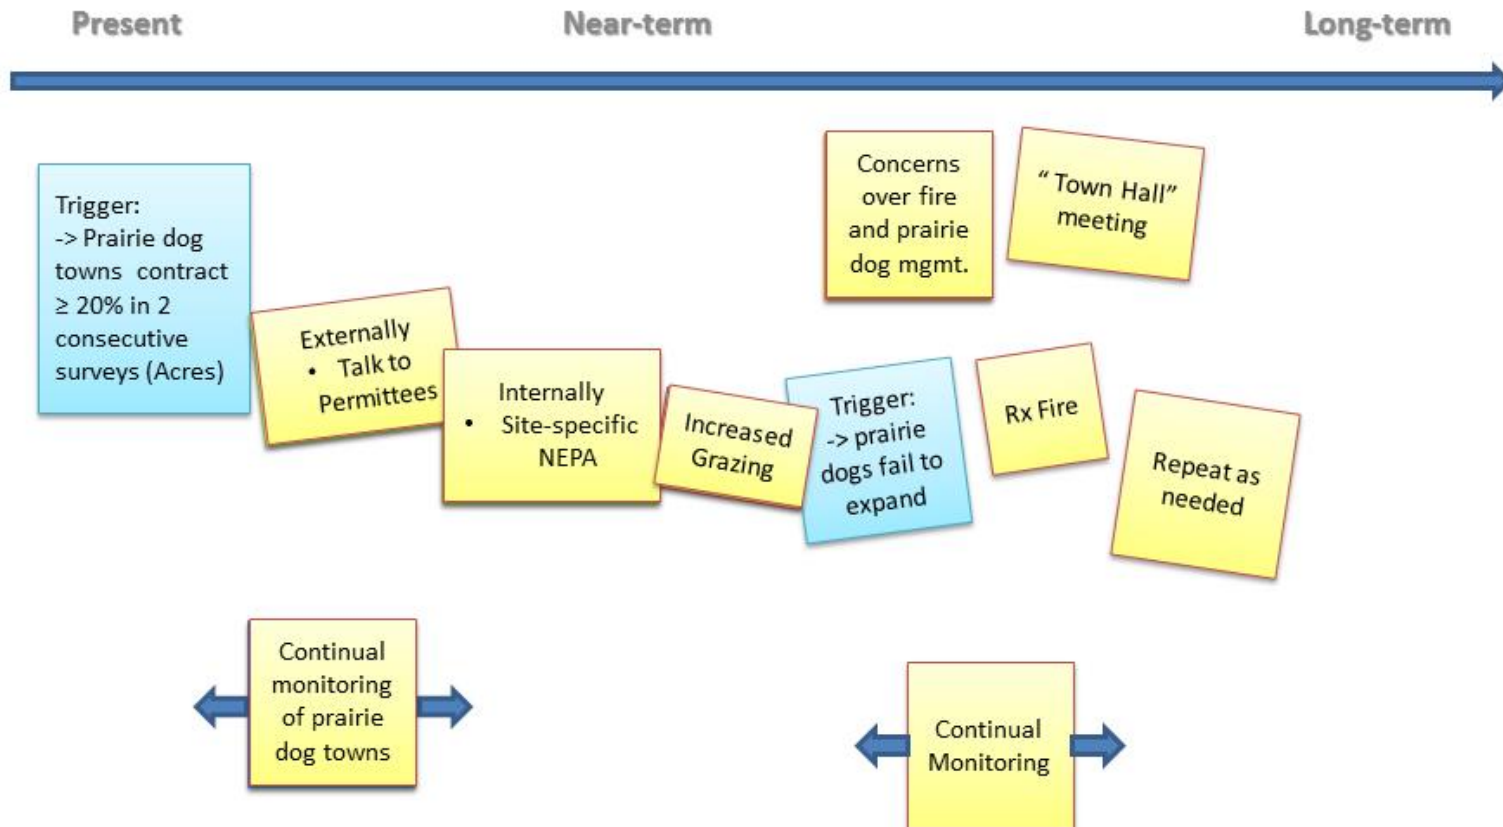 Present
Near-term
Long-term
Trigger:
-> Prairie dog
towns contract
≥ 20% in 2
consecutive
surveys (Acres)
Externally
• Talk to
Permittees
Internally
• Site-specific
NEPA
Increased
Grazing
Trigger:
-> prairie
dogs fail to
expand
Concerns
over fire
and prairie
dog mgmt.
“ Town Hall”
meeting
Rx Fire
Repeat as
needed
Continual
monitoring
of prairie
dog towns
Continual
Monitoring